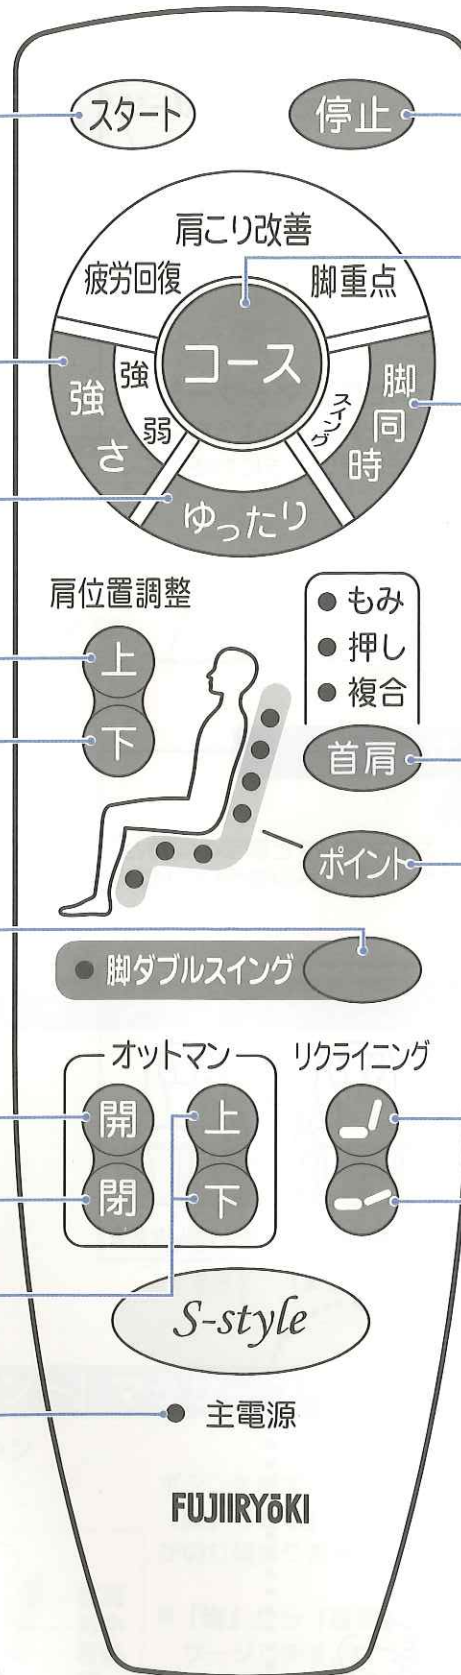 スタート
停止
肩こり改善
疲労回復
脚重点
コース
強さ
強
弱
スイング
脚同時
ゆったり
肩位置調整
上
下
もみ
押し
複合
首肩
ポイント
脚ダブルスイング
オットマン
リクライニング
開
上
閉
下
S-style
主電源
FUJIIRYōKI